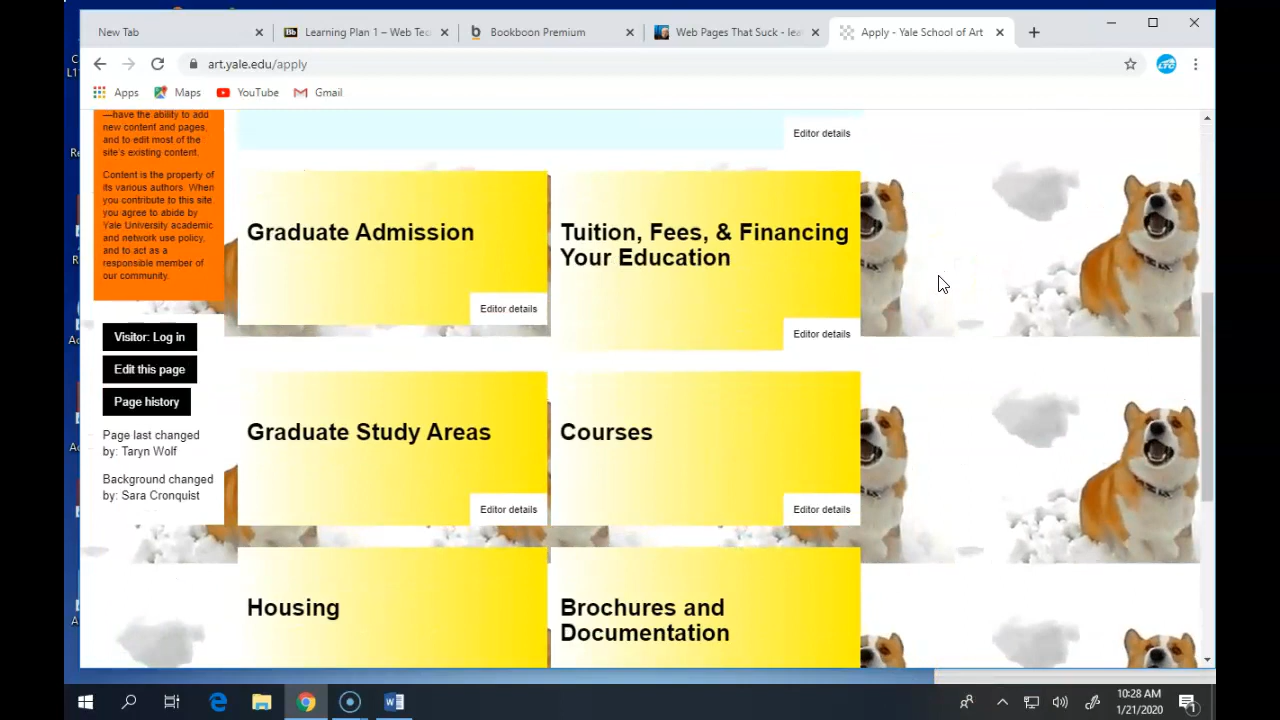 New Tab
Learning Plan 1 – Web Tec
Bookboon Premium
Web Pages That Suck - lea
Apply - Yale School of Art
art.yale.edu/apply
LTC
Apps
Maps
YouTube
Gmail
—have the ability to add
new content and pages,
and to edit most of the
site's existing content.
Content is the property of
its various authors. When
you contribute to this site,
you agree to abide by
Yale University academic
and network use policy,
and to act as a
responsible member of
our community.
Visitor: Log in
Edit this page
Page history
Page last changed
by: Taryn Wolf
Background changed
by: Sara Cronquist
Editor details
Graduate Admission
Editor details
Tuition, Fees, & Financing
Your Education
Editor details
Graduate Study Areas
Editor details
Courses
Editor details
Housing
Brochures and
Documentation
10:28 AM
1/21/2020
1